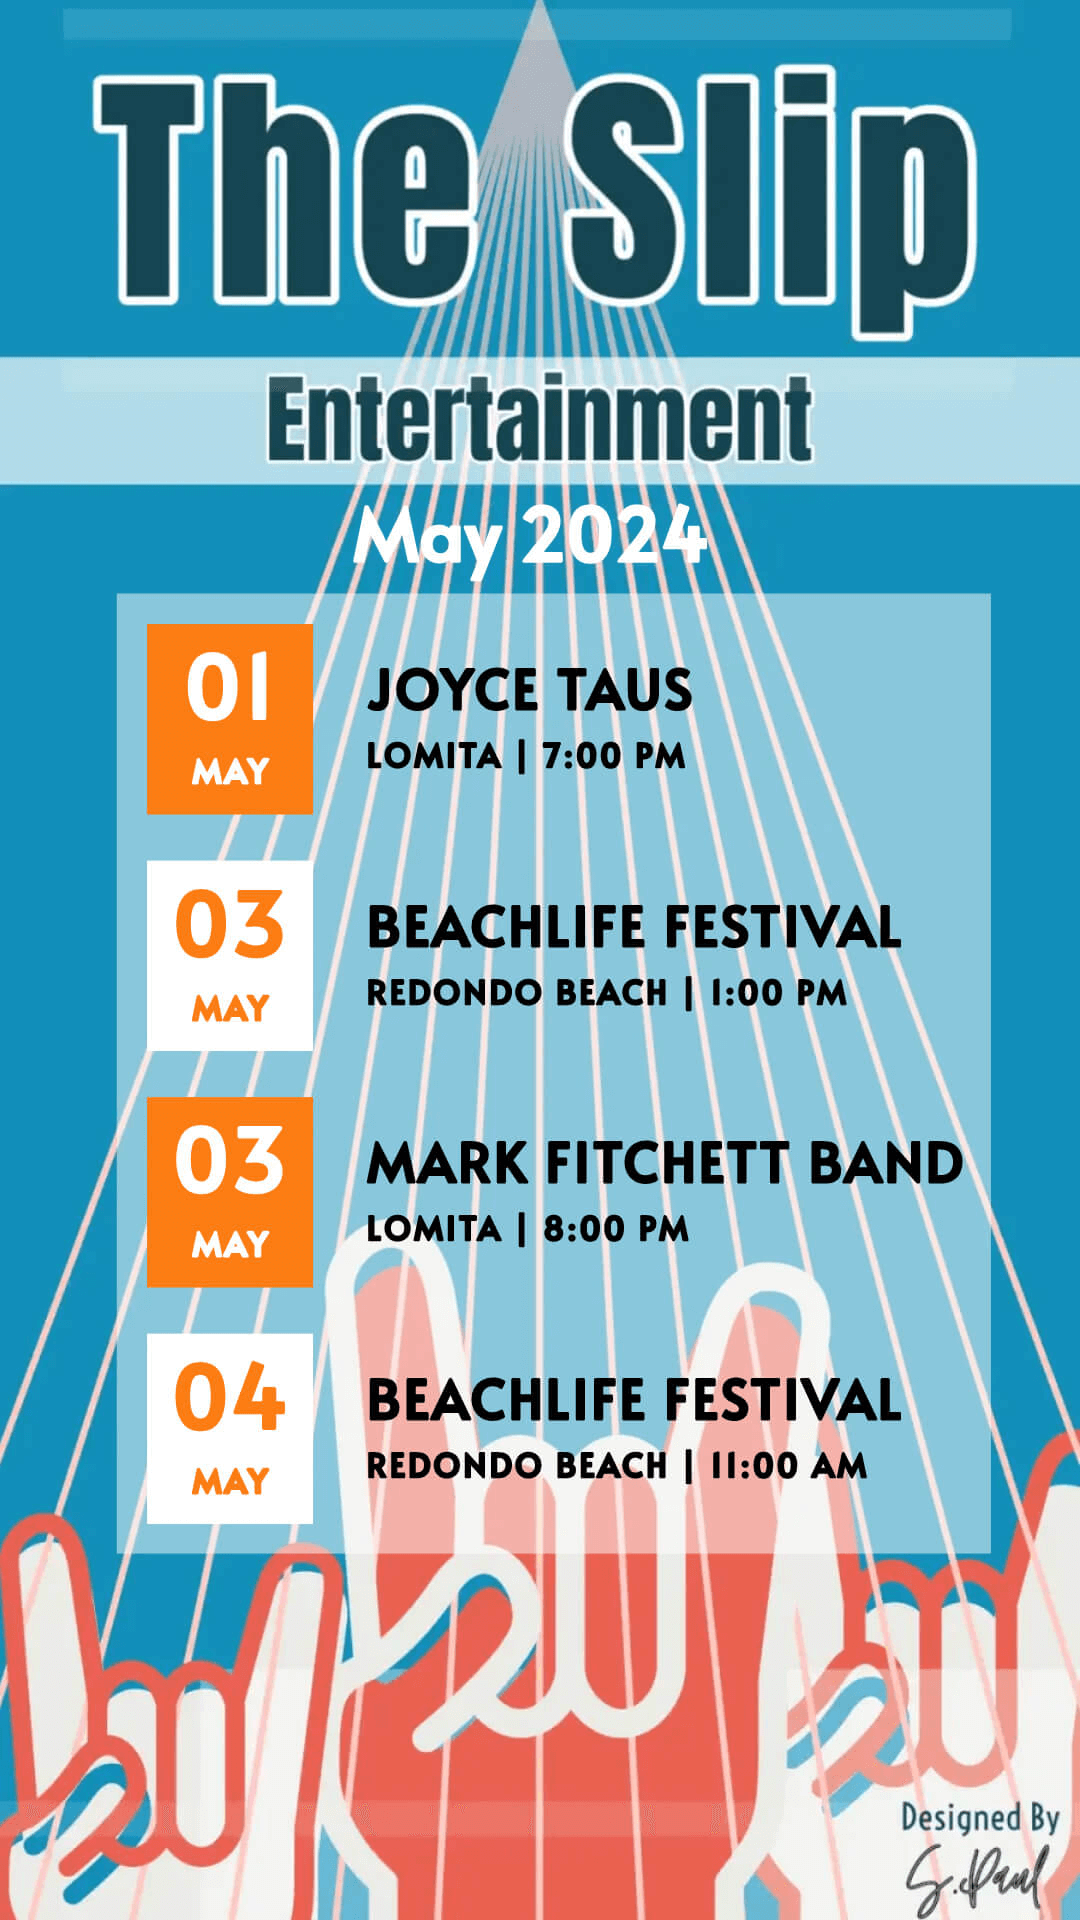 The Slip
Entertainment
May 2024
01
MAY
JOYCE TAUS
LOMITA | 7:00 PM
03
MAY
BEACHLIFE FESTIVAL
REDONDO BEACH | 1:00 PM
03
MAY
MARK FITCHETT BAND
LOMITA | 8:00 PM
04
MAY
BEACHLIFE FESTIVAL
REDONDO BEACH | 11:00 AM
Designed By
S.Paul